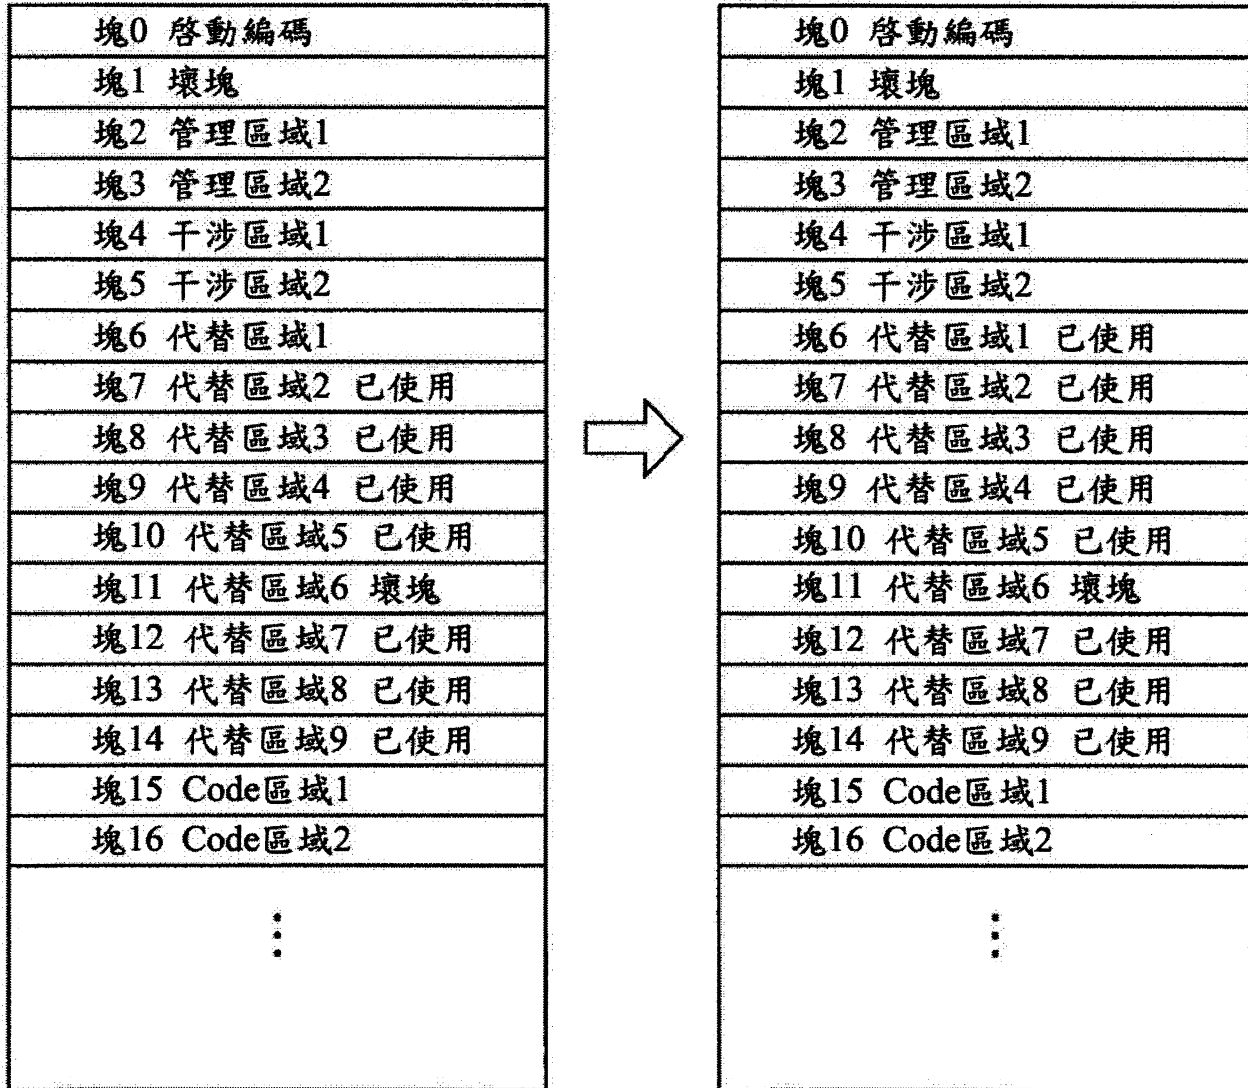 塊0 啓動編碼
塊1 壞塊
塊2 管理區域1
塊3 管理區域2
塊4 干涉區域1
塊5 干涉區域2
塊6 代替區域1
塊7 代替區域2 已使用
塊8 代替區域3 已使用
塊9 代替區域4 已使用
塊10 代替區域5 已使用
塊11 代替區域6 壞塊
塊12 代替區域7 已使用
塊13 代替區域8 已使用
塊14 代替區域9 已使用
塊15 Code區域1
塊16 Code區域2
塊0 啓動編碼
塊1 壞塊
塊2 管理區域1
塊3 管理區域2
塊4 干涉區域1
塊5 干涉區域2
塊6 代替區域1 已使用
塊7 代替區域2 已使用
塊8 代替區域3 已使用
塊9 代替區域4 已使用
塊10 代替區域5 已使用
塊11 代替區域6 壞塊
塊12 代替區域7 已使用
塊13 代替區域8 已使用
塊14 代替區域9 已使用
塊15 Code區域1
塊16 Code區域2